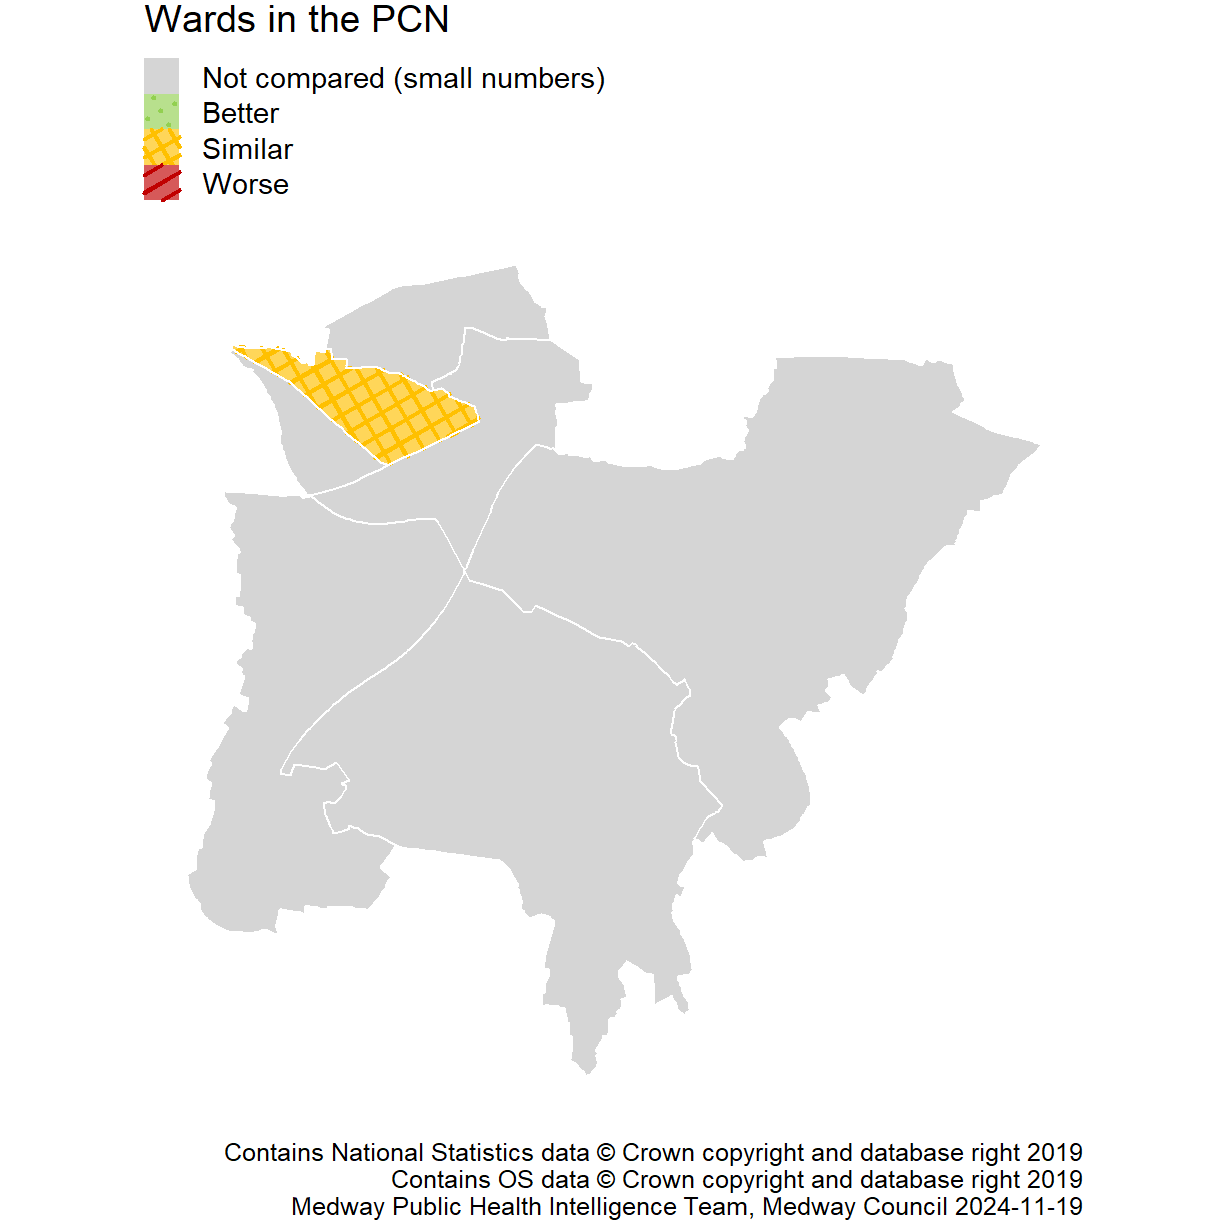 Wards in the PCN
Not compared (small numbers)
Better
Similar
Worse
Contains National Statistics data © Crown copyright and database right 2019
Contains OS data © Crown copyright and database right 2019
Medway Public Health Intelligence Team, Medway Council 2024-11-19